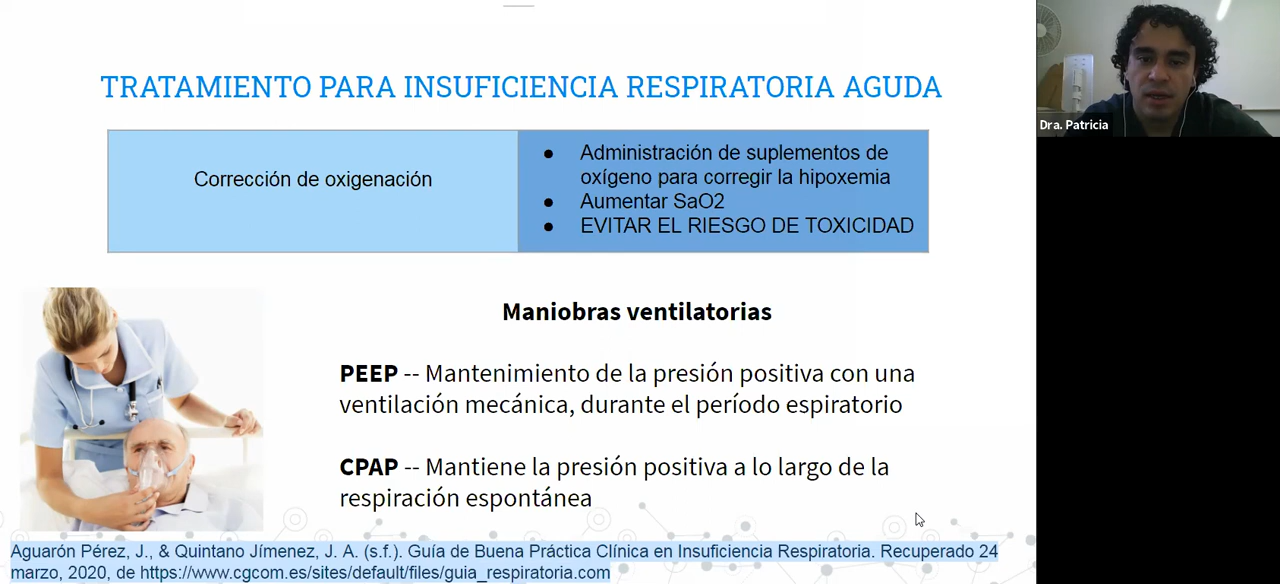 TRATAMIENTO PARA INSUFICIENCIA RESPIRATORIA AGUDA
Corrección de oxigenación
● Administración de suplementos de
oxígeno para corregir la hipoxemia
● Aumentar SaO2
● EVITAR EL RIESGO DE TOXICIDAD
Maniobras ventilatorias
PEEP -- Mantenimiento de la presión positiva con una
ventilación mecánica, durante el período espiratorio
CPAP -- Mantiene la presión positiva a lo largo de la
respiración espontánea
Aguarón Pérez, J., & Quintano Jímenez, J. A. (s.f.). Guía de Buena Práctica Clínica en Insuficiencia Respiratoria. Recuperado 24
marzo, 2020, de https://www.cgcom.es/sites/default/files/guia_respiratoria.com
Dra. Patricia